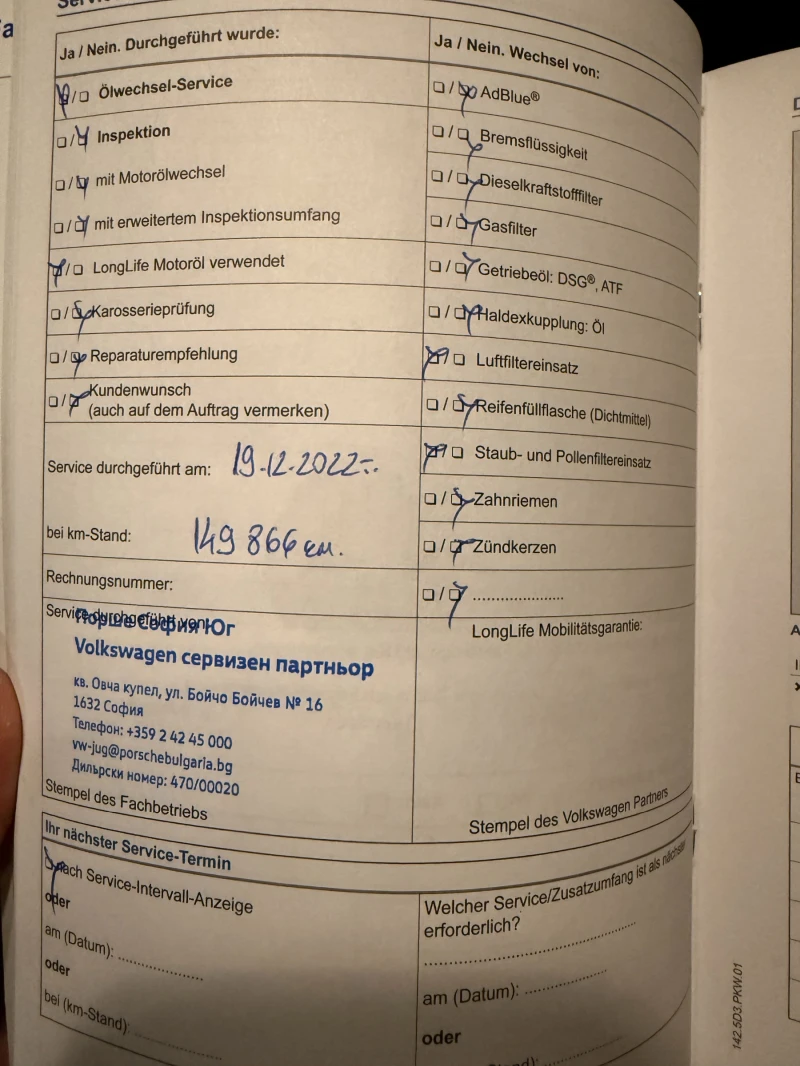 Ja / Nein. Durchgeführt wurde:
☒/☐ Ölwechsel-Service
☐/☒ Inspektion
☐/☒ mit Motorölwechsel
☐/☒ mit erweitertem Inspektionsumfang
☒/☐ LongLife Motoröl verwendet
☐/☒ Karosserieprüfung
☐/☒ Reparaturempfehlung
☐/☒ Kundenwunsch
(auch auf dem Auftrag vermerken)
Service durchgeführt am: 19.12.2022
bei km-Stand: 149 866 км.
Rechnungsnummer:
Service durchgeführt von:
Порше София Юг
Volkswagen сервизен партньор
кв. Овча купел, ул. Бойчо Бойчев № 16
1632 София
Телефон: +359 2 42 45 000
vw-jug@porschebulgaria.bg
Дилърски номер: 470/00020
Stempel des Fachbetriebs
Ja / Nein. Wechsel von:
☐/☒ AdBlue®
☐/☒ Bremsflüssigkeit
☐/☒ Dieselkraftstofffilter
☐/☒ Gasfilter
☐/☒ Getriebeöl: DSG®, ATF
☐/☒ Haldexkupplung: Öl
☒/☐ Luftfiltereinsatz
☐/☒ Reifenfüllflasche (Dichtmittel)
☒/☐ Staub- und Pollenfiltereinsatz
☐/☒ Zahnriemen
☐/☒ Zündkerzen
☐/☒ ....................
LongLife Mobilitätsgarantie:
Stempel des Volkswagen Partners
Ihr nächster Service-Termin
☒ nach Service-Intervall-Anzeige
oder
am (Datum): ....................
oder
bei (km-Stand): ....................
Welcher Service/Zusatzumfang ist als nächster
erforderlich?
am (Datum): ....................
oder
142.5D3.PKW.01